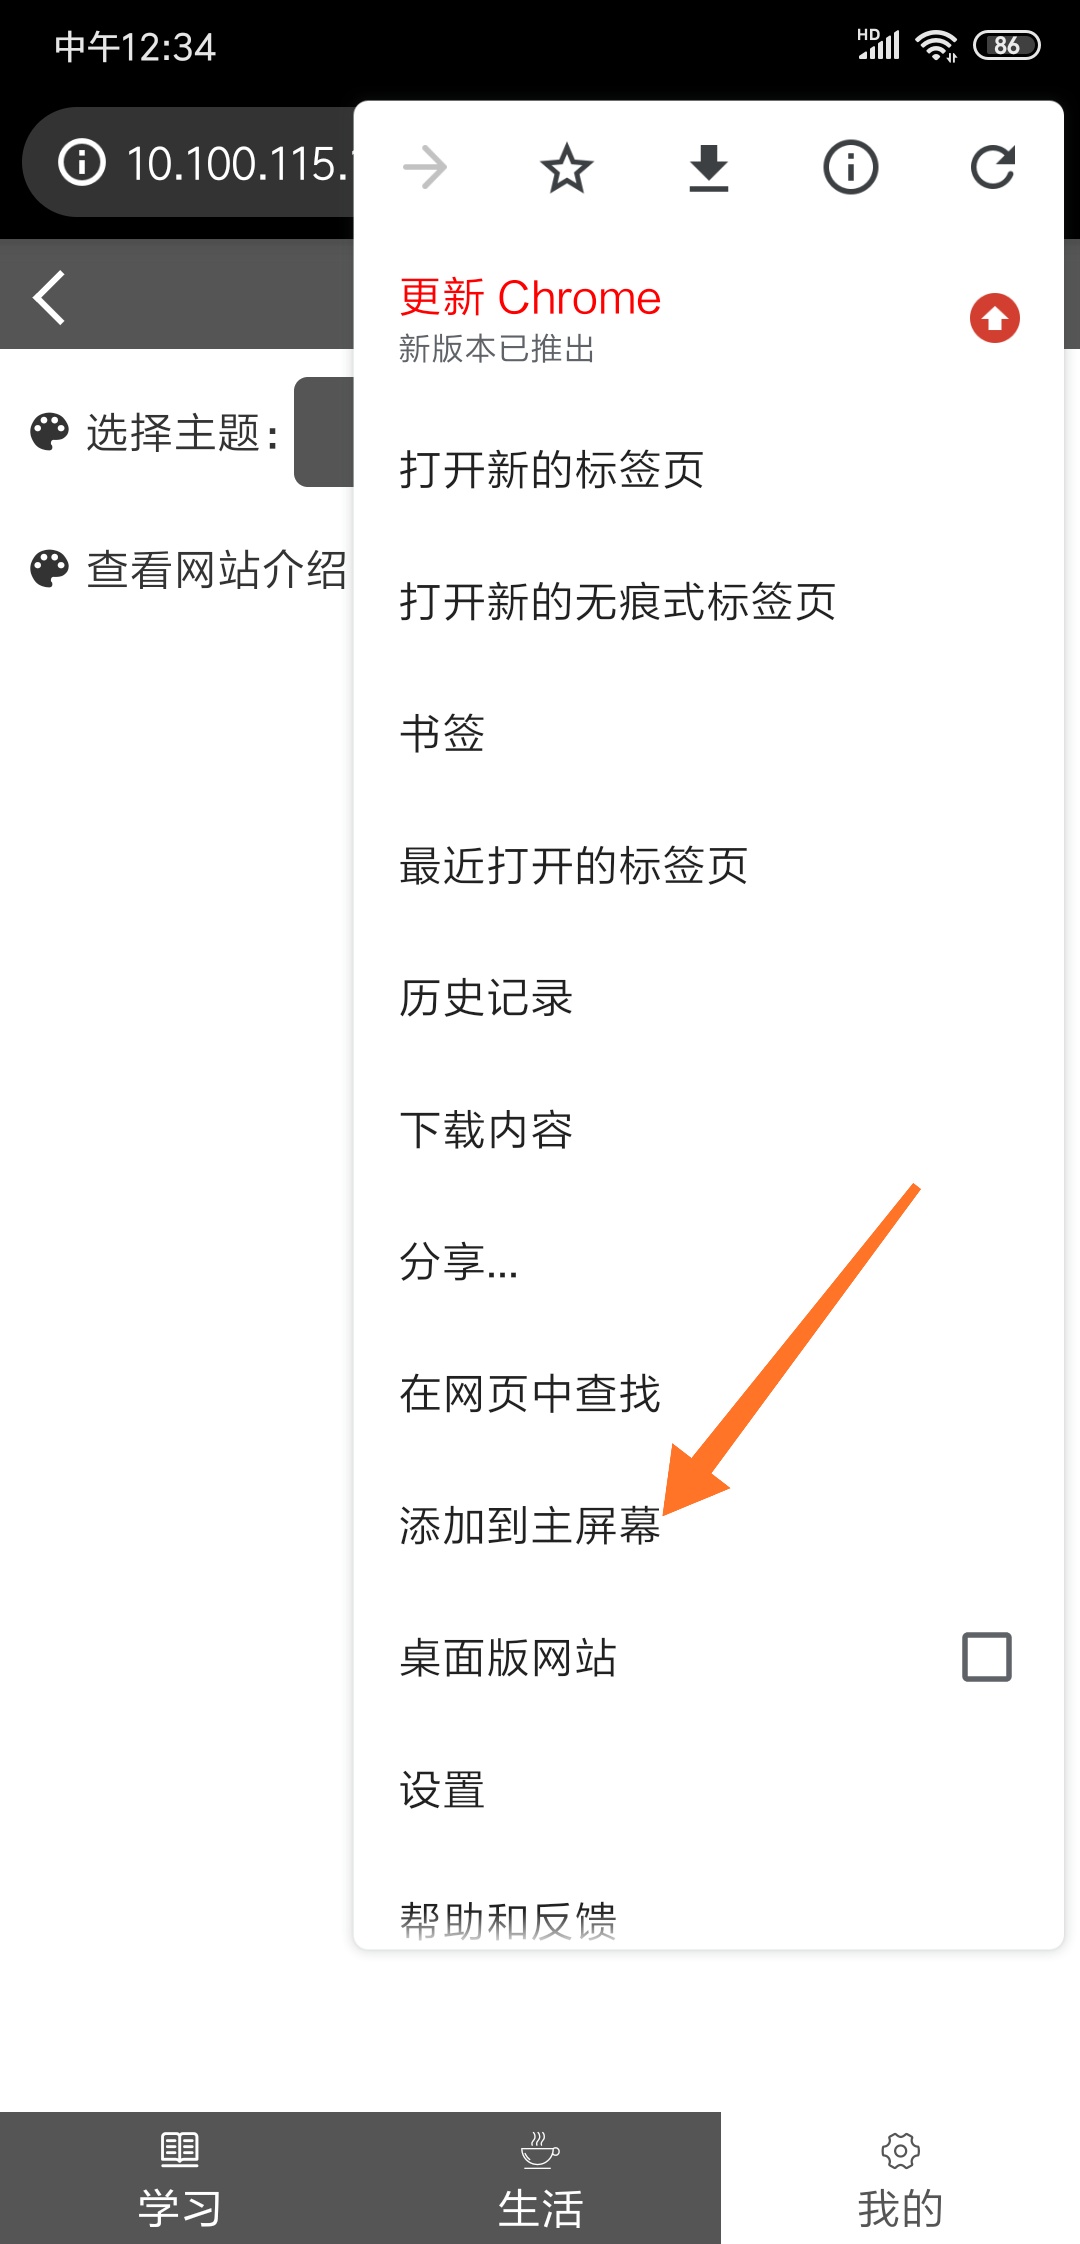 中午12:34
HD
86
10.100.115.
更新 Chrome
新版本已推出
选择主题：
打开新的标签页
查看网站介绍
打开新的无痕式标签页
书签
最近打开的标签页
历史记录
下载内容
分享...
在网页中查找
添加到主屏幕
桌面版网站
设置
帮助和反馈
学习
生活
我的